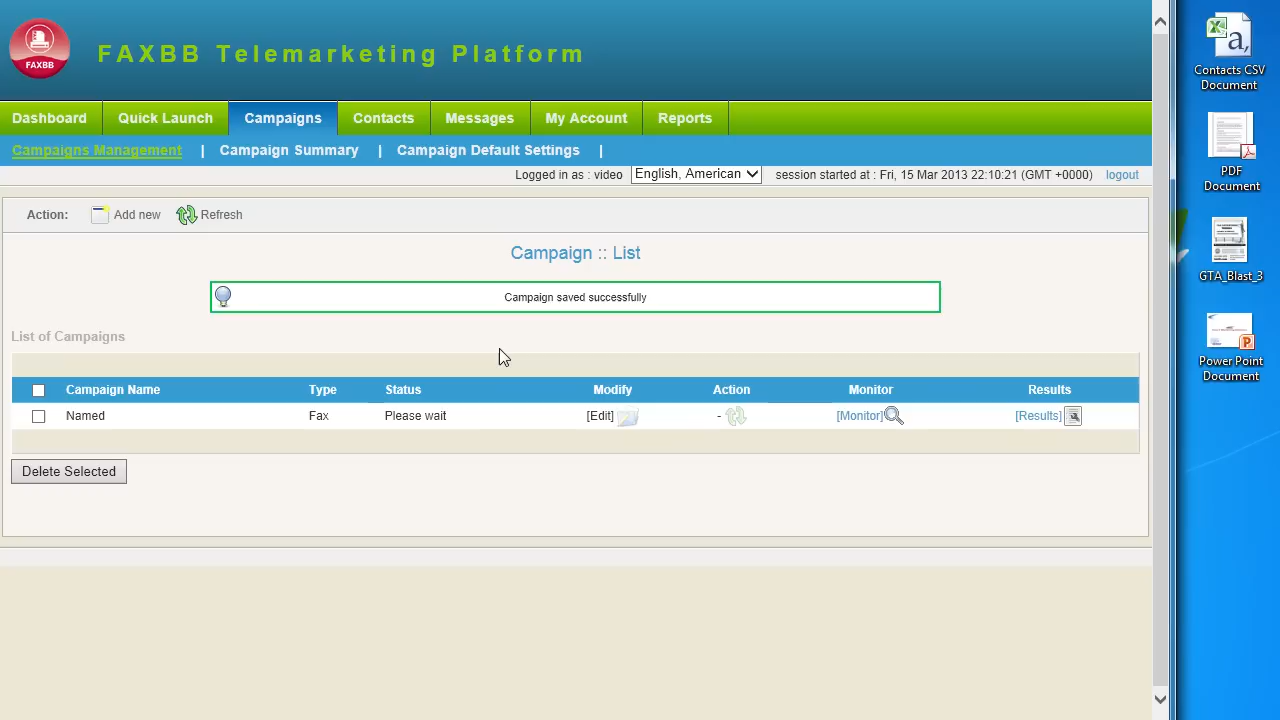 FAXBB
FAXBB Telemarketing Platform
Dashboard Quick Launch Campaigns Contacts Messages My Account Reports
Campaigns Management | Campaign Summary | Campaign Default Settings |
Logged in as : video English, American session started at : Fri, 15 Mar 2013 22:10:21 (GMT +0000) logout
Action: Add new Refresh
Campaign :: List
Campaign saved successfully
List of Campaigns
Campaign Name Type Status Modify Action Monitor Results
Named Fax Please wait [Edit] - [Monitor] [Results]
Delete Selected
Contacts CSV
Document
PDF
Document
GTA_Blast_3
Power Point
Document